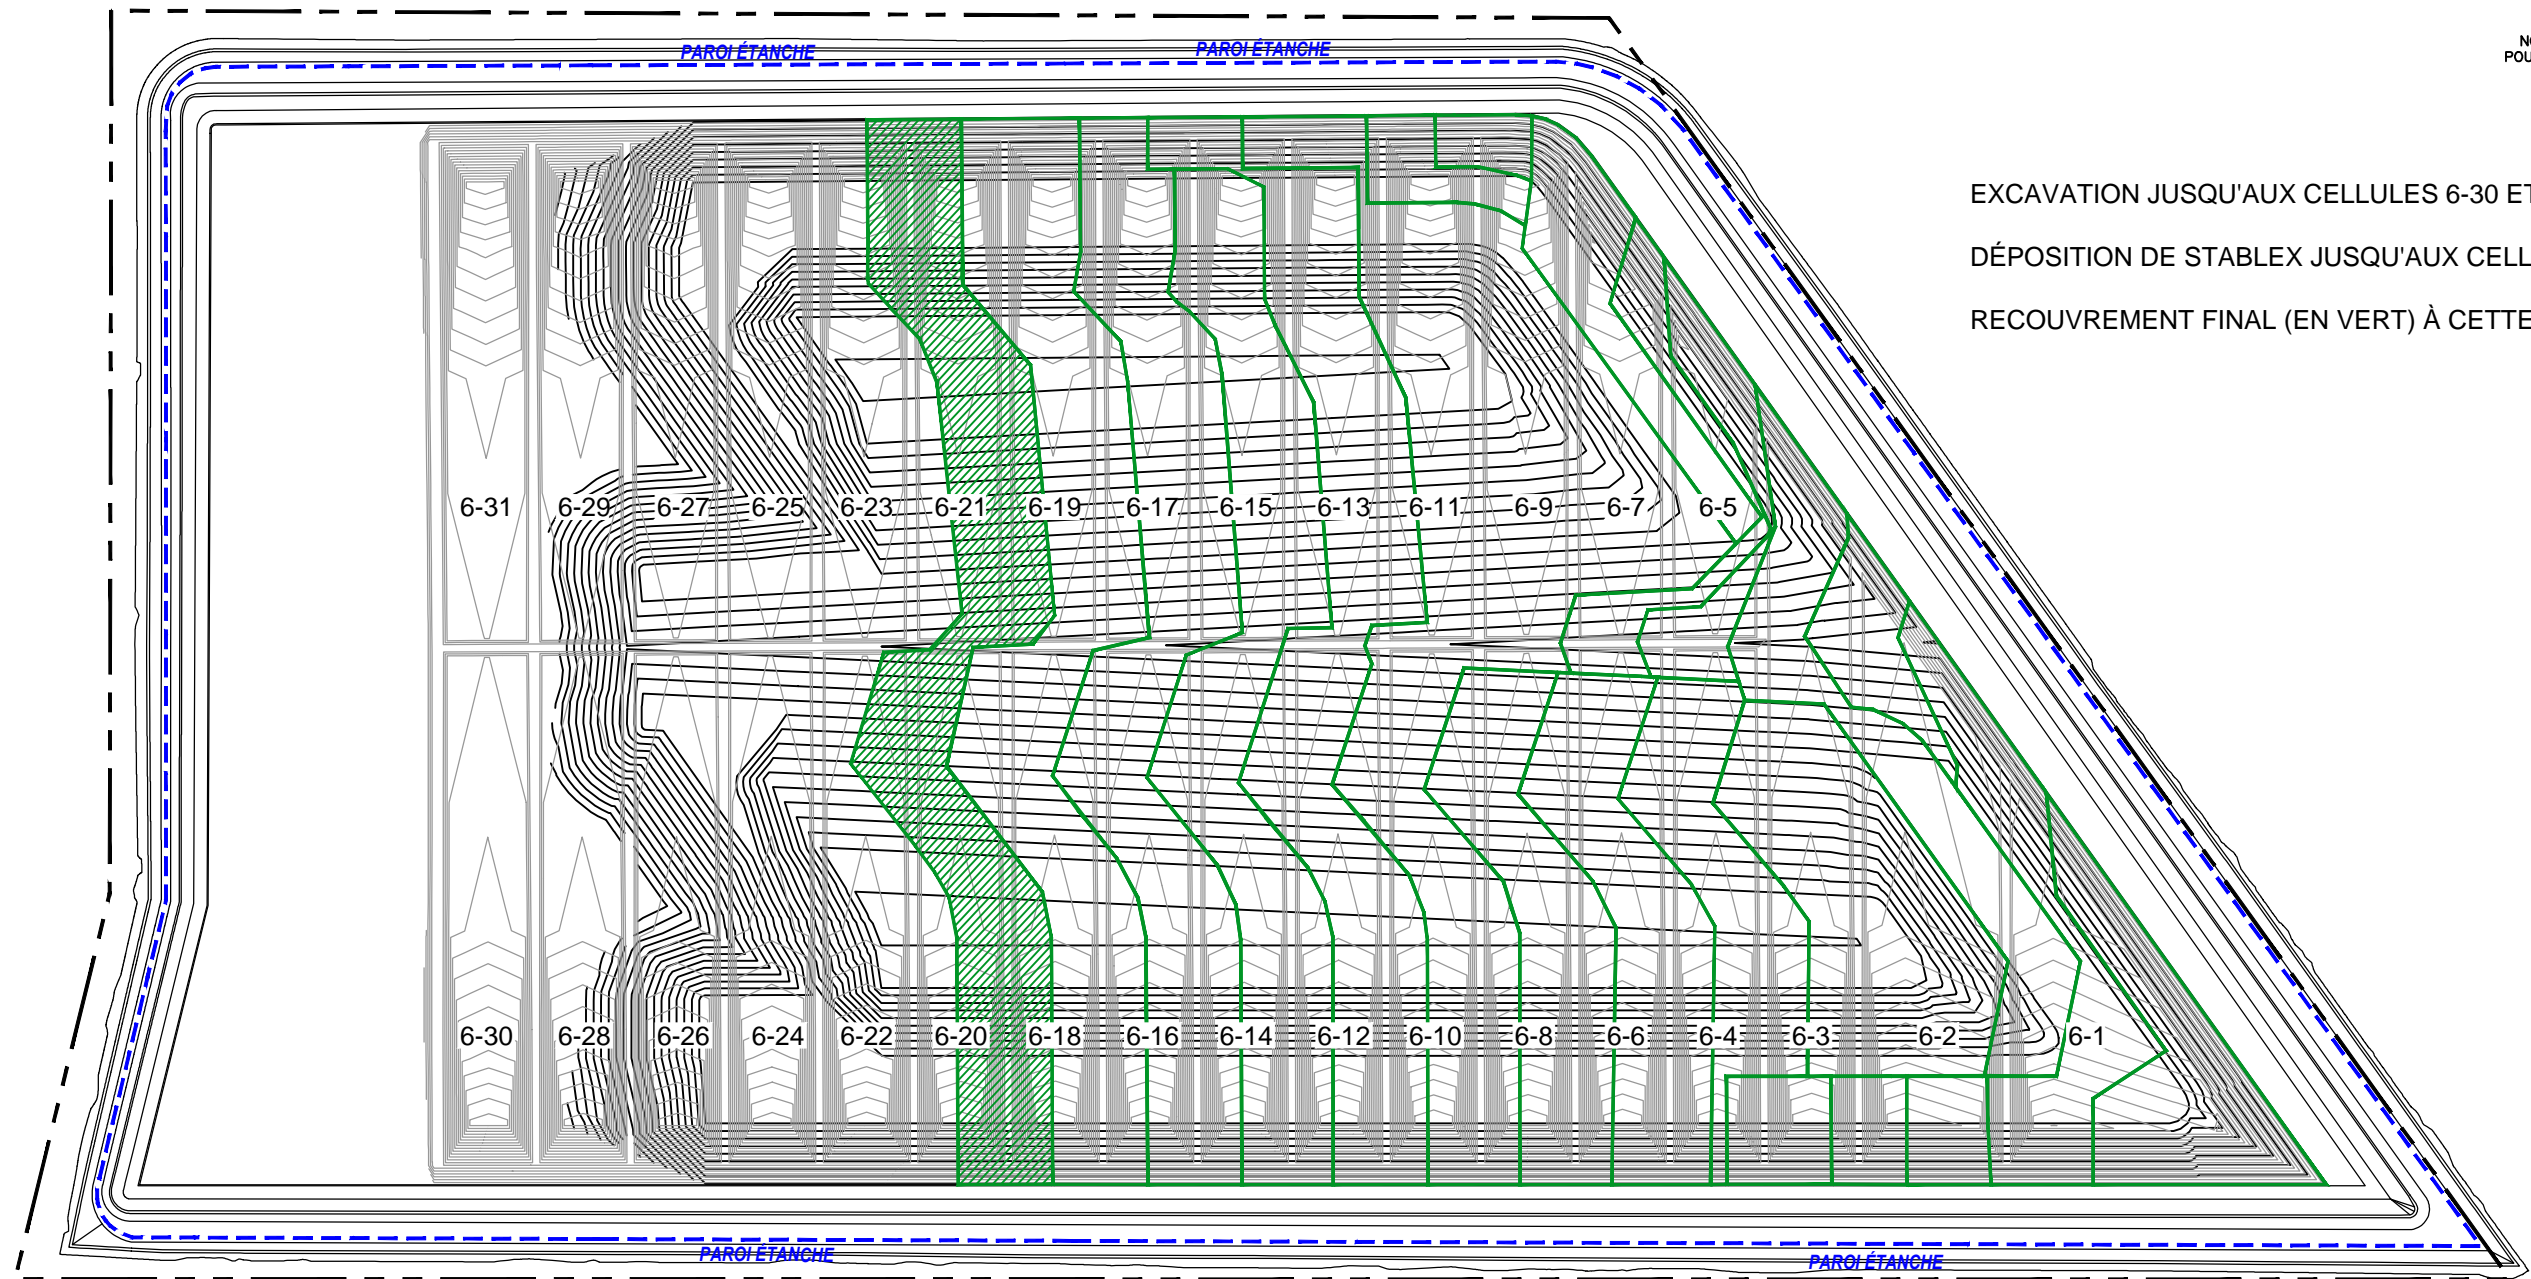 PAROI ÉTANCHE
PAROI ÉTANCHE
EXCAVATION JUSQU'AUX CELLULES 6-30 ET
DÉPOSITION DE STABLEX JUSQU'AUX
RECOUVREMENT FINAL (EN VERT) À CETTE
6-31 6-29 6-27 6-25 6-23 6-21 6-19 6-17 6-15 6-13 6-11 6-9 6-7 6-5
6-30 6-28 6-26 6-24 6-22 6-20 6-18 6-16 6-14 6-12 6-10 6-8 6-6 6-4 6-3 6-2 6-1
PAROI ÉTANCHE
PAROI ÉTANCHE